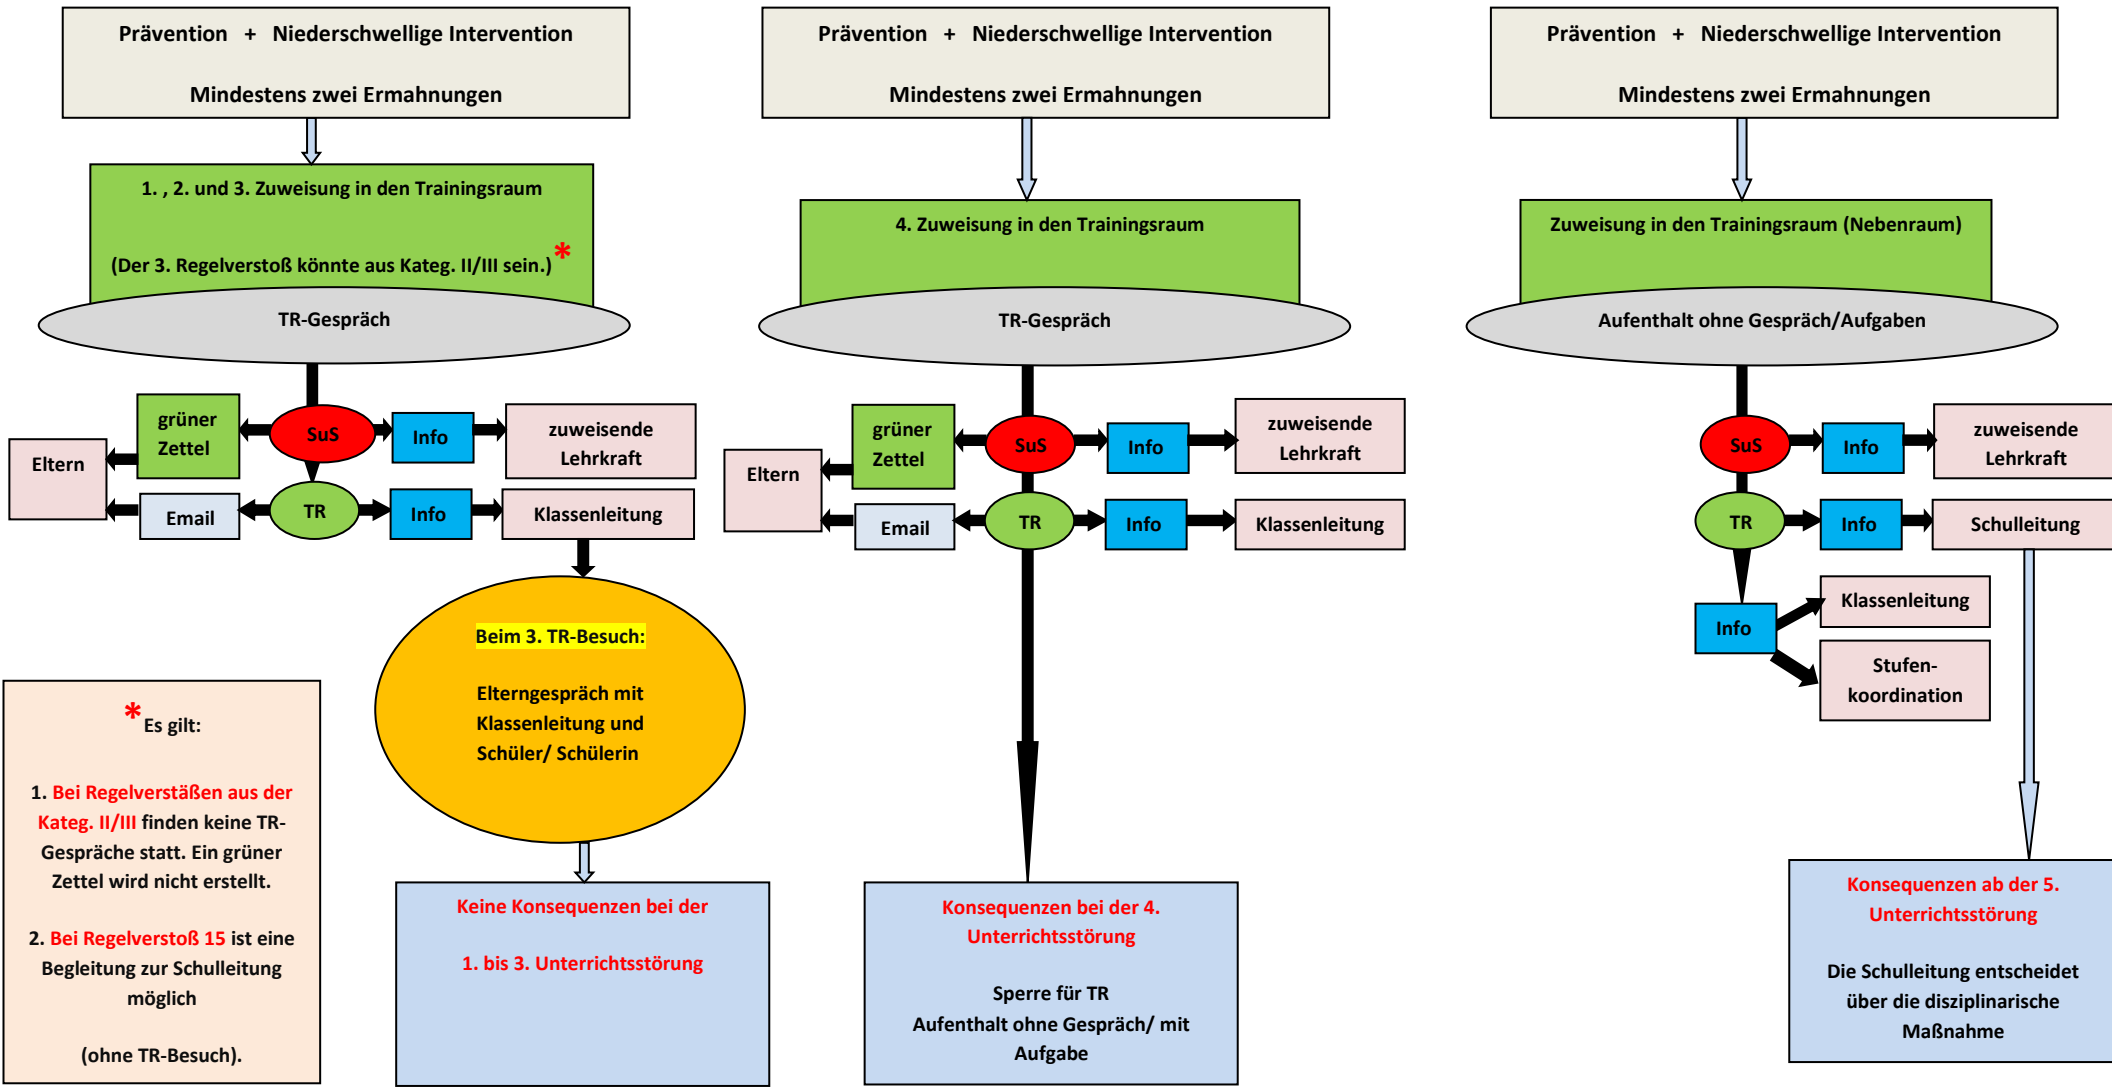 Prävention + Niederschwellige Intervention
Mindestens zwei Ermahnungen
1. , 2. und 3. Zuweisung in den Trainingsraum
(Der 3. Regelverstoß könnte aus Kateg. II/III sein.)*
TR-Gespräch
grüner
Zettel
SuS
Info
zuweisende
Lehrkraft
Eltern
Email
TR
Info
Klassenleitung
Beim 3. TR-Besuch:
Elterngespräch mit
Klassenleitung und
Schüler/ Schülerin
*Es gilt:
1. Bei Regelverstäßen aus der
Kateg. II/III finden keine TR-
Gespräche statt. Ein grüner
Zettel wird nicht erstellt.
2. Bei Regelverstoß 15 ist eine
Begleitung zur Schulleitung
möglich
(ohne TR-Besuch).
Keine Konsequenzen bei der
1. bis 3. Unterrichtsstörung
Prävention + Niederschwellige Intervention
Mindestens zwei Ermahnungen
4. Zuweisung in den Trainingsraum
TR-Gespräch
grüner
Zettel
SuS
Info
zuweisende
Lehrkraft
Eltern
Email
TR
Info
Klassenleitung
Konsequenzen bei der 4.
Unterrichtsstörung
Sperre für TR
Aufenthalt ohne Gespräch/ mit
Aufgabe
Prävention + Niederschwellige Intervention
Mindestens zwei Ermahnungen
Zuweisung in den Trainingsraum (Nebenraum)
Aufenthalt ohne Gespräch/Aufgaben
SuS
Info
zuweisende
Lehrkraft
TR
Info
Schulleitung
Info
Klassenleitung
Stufen-
koordination
Konsequenzen ab der 5.
Unterrichtsstörung
Die Schulleitung entscheidet
über die disziplinarische
Maßnahme